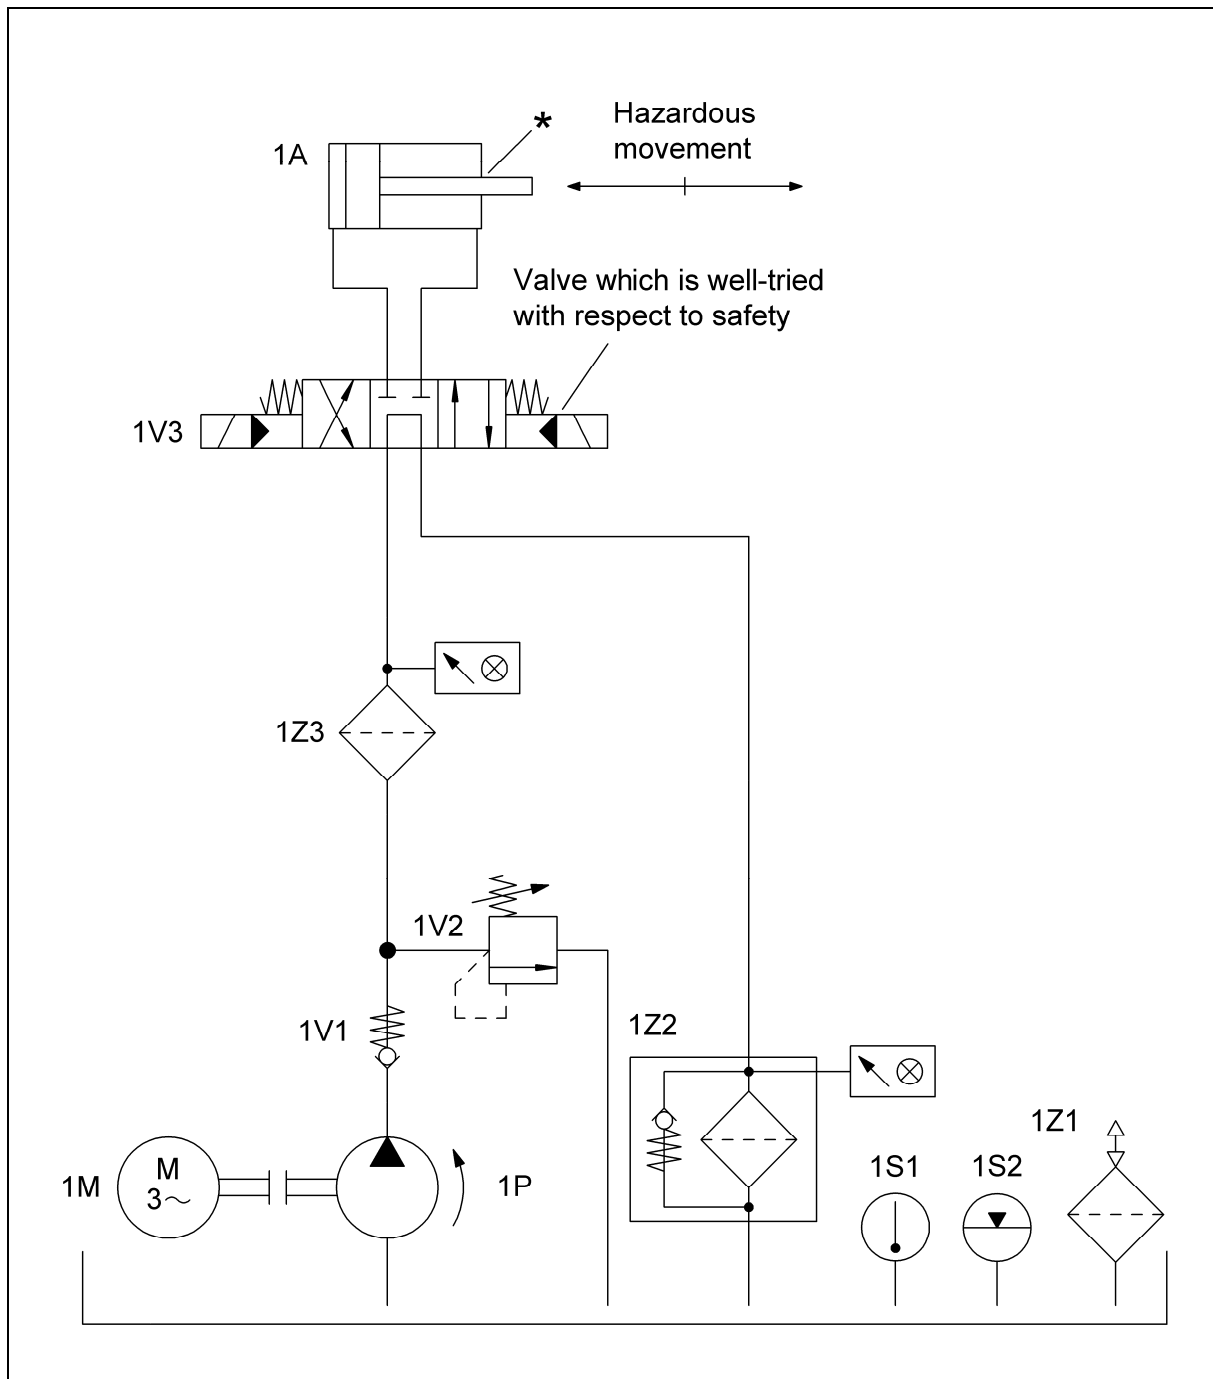 *
Hazardous
movement
1A
Valve which is well-tried
with respect to safety
1V3
1Z3
1V2
1V1
1Z2
1Z1
1S1
1S2
1M
M
3~
1P